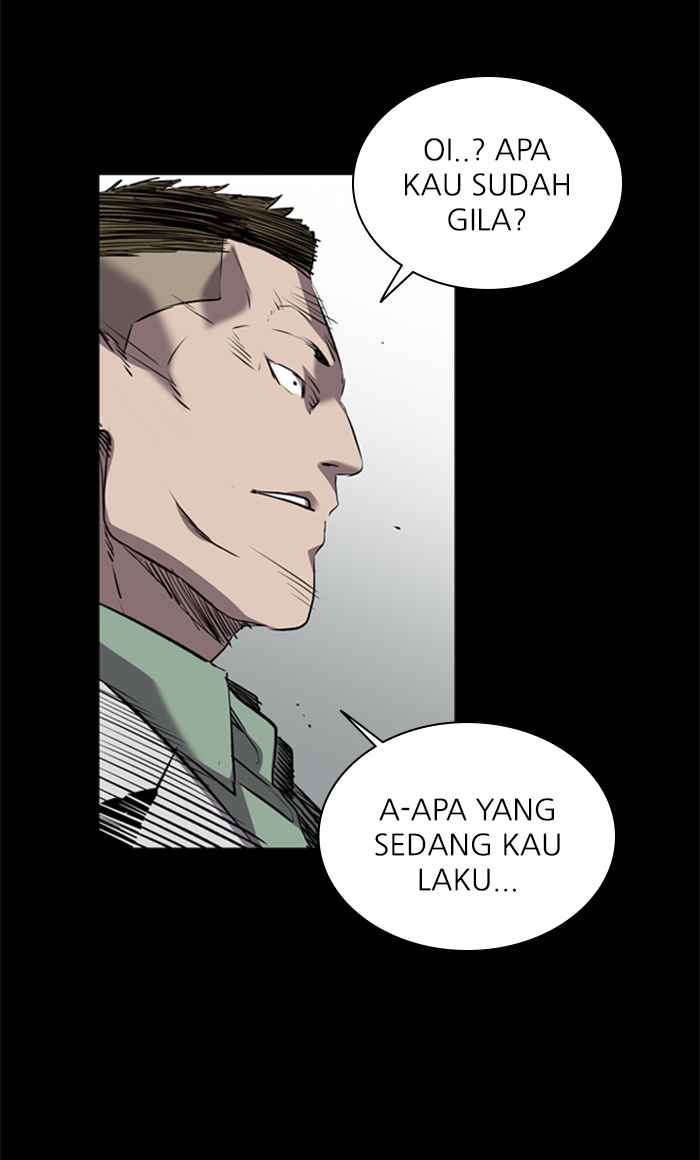 OI..? APA
KAU SUDAH
GILA?
A-APA YANG
SEDANG KAU
LAKU...